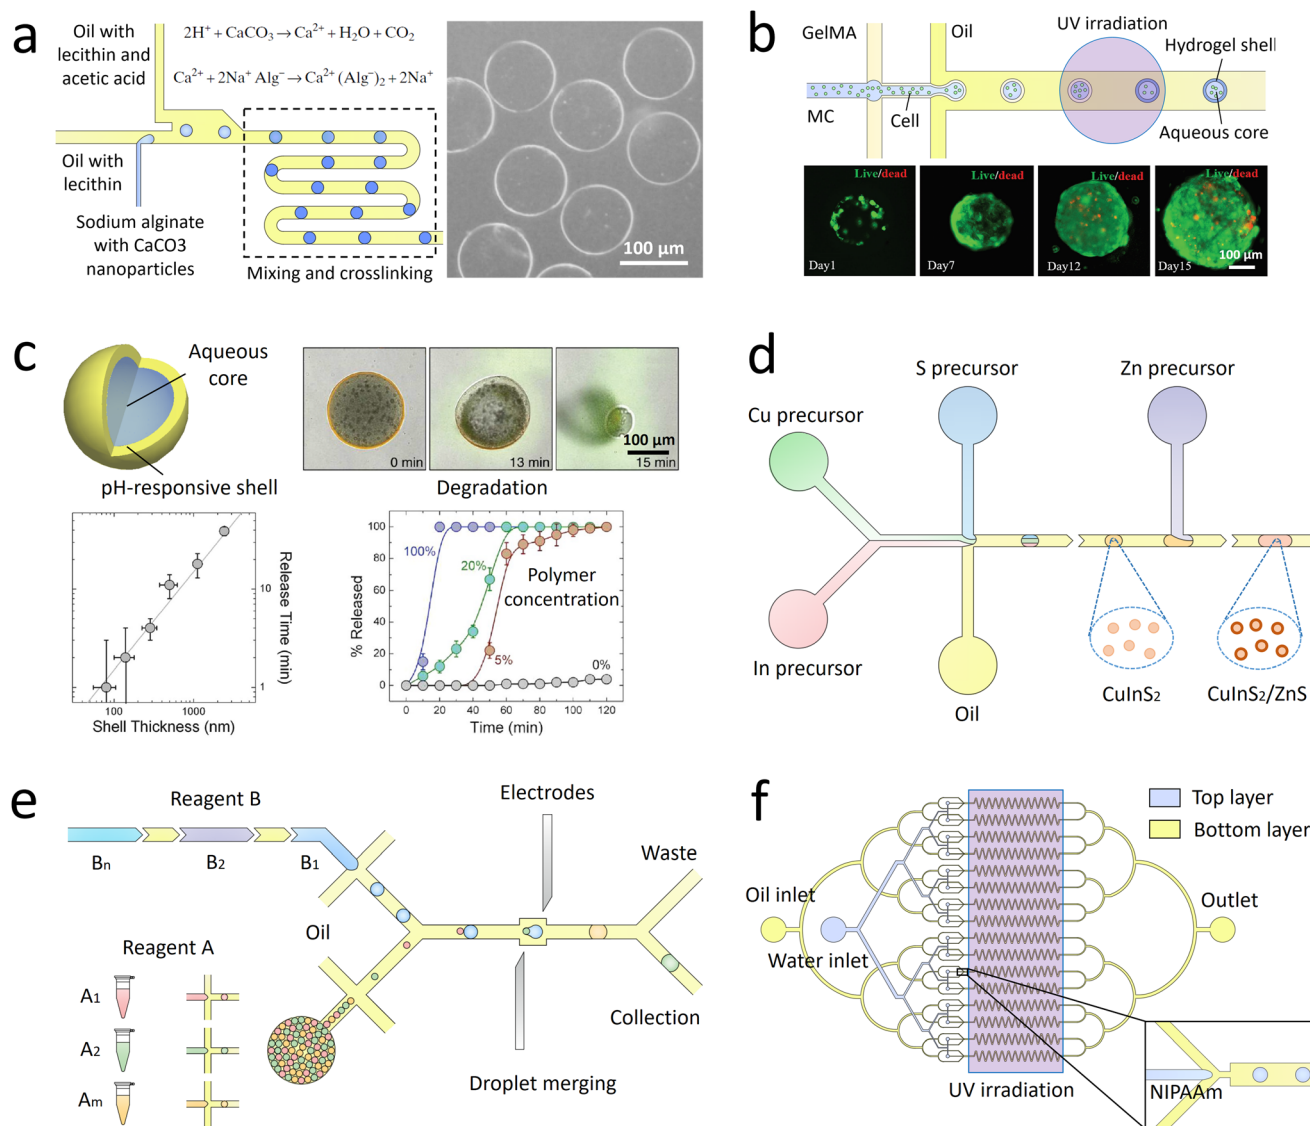 a
Oil with
lecithin and
acetic acid
2H⁺ + CaCO₃ → Ca²⁺ + H₂O + CO₂
Ca²⁺ + 2Na⁺ Alg⁻ → Ca²⁺ (Alg⁻)₂ + 2Na⁺
Oil with
lecithin
Sodium alginate
with CaCO3
nanoparticles
Mixing and crosslinking
100 μm
b
GelMA
Oil
UV irradiation
Hydrogel shell
MC
Cell
Aqueous core
Live/dead
Day1
Live/dead
Day7
Live/dead
Day12
Live/dead
Day15
100 μm
c
Aqueous
core
pH-responsive shell
0 min
13 min
100 μm
15 min
Degradation
10
1
Release Time (min)
100
1000
Shell Thickness (nm)
100
80
60
40
20
0
% Released
100%
20%
Polymer
concentration
5%
0%
0
20
40
60
80
100
120
Time (min)
d
S precursor
Zn precursor
Cu precursor
In precursor
Oil
CuInS₂
CuInS₂/ZnS
e
Reagent B
Bn
B2
B1
Electrodes
Waste
Oil
Reagent A
A1
A2
Am
Collection
Droplet merging
f
Top layer
Bottom layer
Oil inlet
Water inlet
Outlet
UV irradiation
NIPAAm